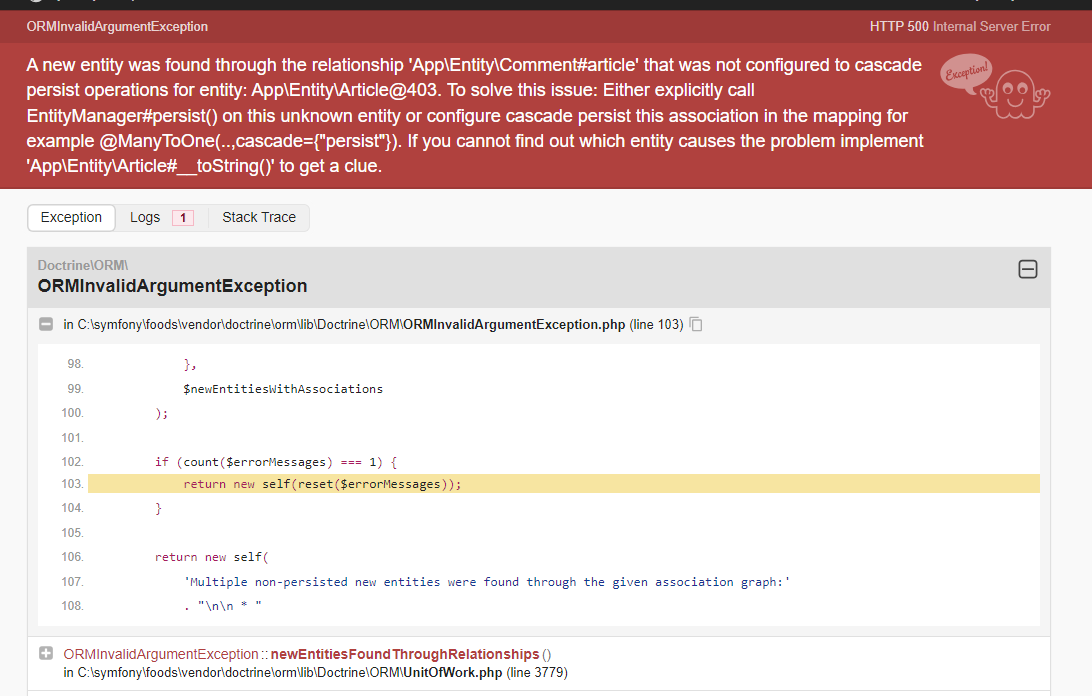 ORMInvalidArgumentException
HTTP 500 Internal Server Error
A new entity was found through the relationship 'App\Entity\Comment#article' that was not configured to cascade
persist operations for entity: App\Entity\Article@403. To solve this issue: Either explicitly call
EntityManager#persist() on this unknown entity or configure cascade persist this association in the mapping for
example @ManyToOne(..,cascade={"persist"}). If you cannot find out which entity causes the problem implement
'App\Entity\Article#__toString()' to get a clue.
Exception!
Exception
Logs 1
Stack Trace
Doctrine\ORM\
ORMInvalidArgumentException
in C:\symfony\foods\vendor\doctrine\orm\lib\Doctrine\ORM\ORMInvalidArgumentException.php (line 103)
98. },
99. $newEntitiesWithAssociations
100. );
101.
102. if (count($errorMessages) === 1) {
103. return new self(reset($errorMessages));
104. }
105.
106. return new self(
107. 'Multiple non-persisted new entities were found through the given association graph:'
108. . "\n\n * "
ORMInvalidArgumentException::newEntitiesFoundThroughRelationships()
in C:\symfony\foods\vendor\doctrine\orm\lib\Doctrine\ORM\UnitOfWork.php (line 3779)